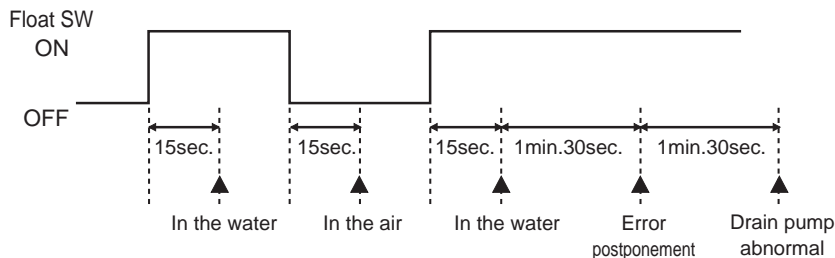 Float SW
ON
OFF
15sec. 15sec. 15sec. 1min.30sec. 1min.30sec.
In the water In the air In the water Error Drain pump
postponement abnormal